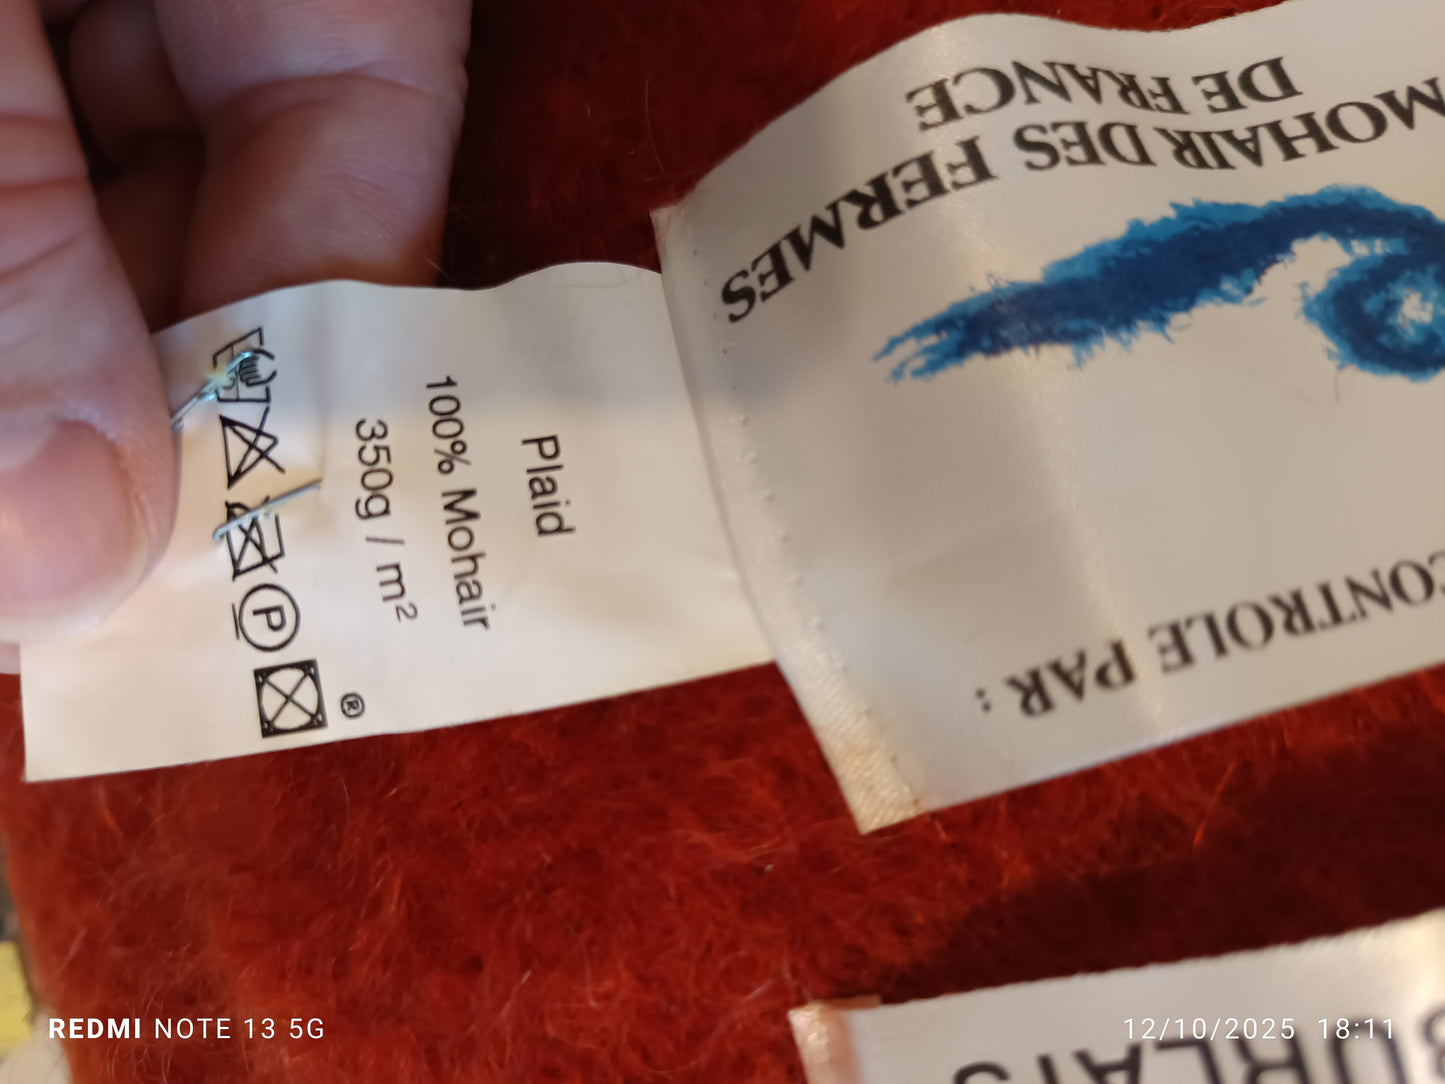 MOHAIR DES FERMES
DE FRANCE
CONTROLE PAR :
Plaid
100% Mohair
350g / m²
P
®
REDMI NOTE 13 5G
12/10/2025 18:11